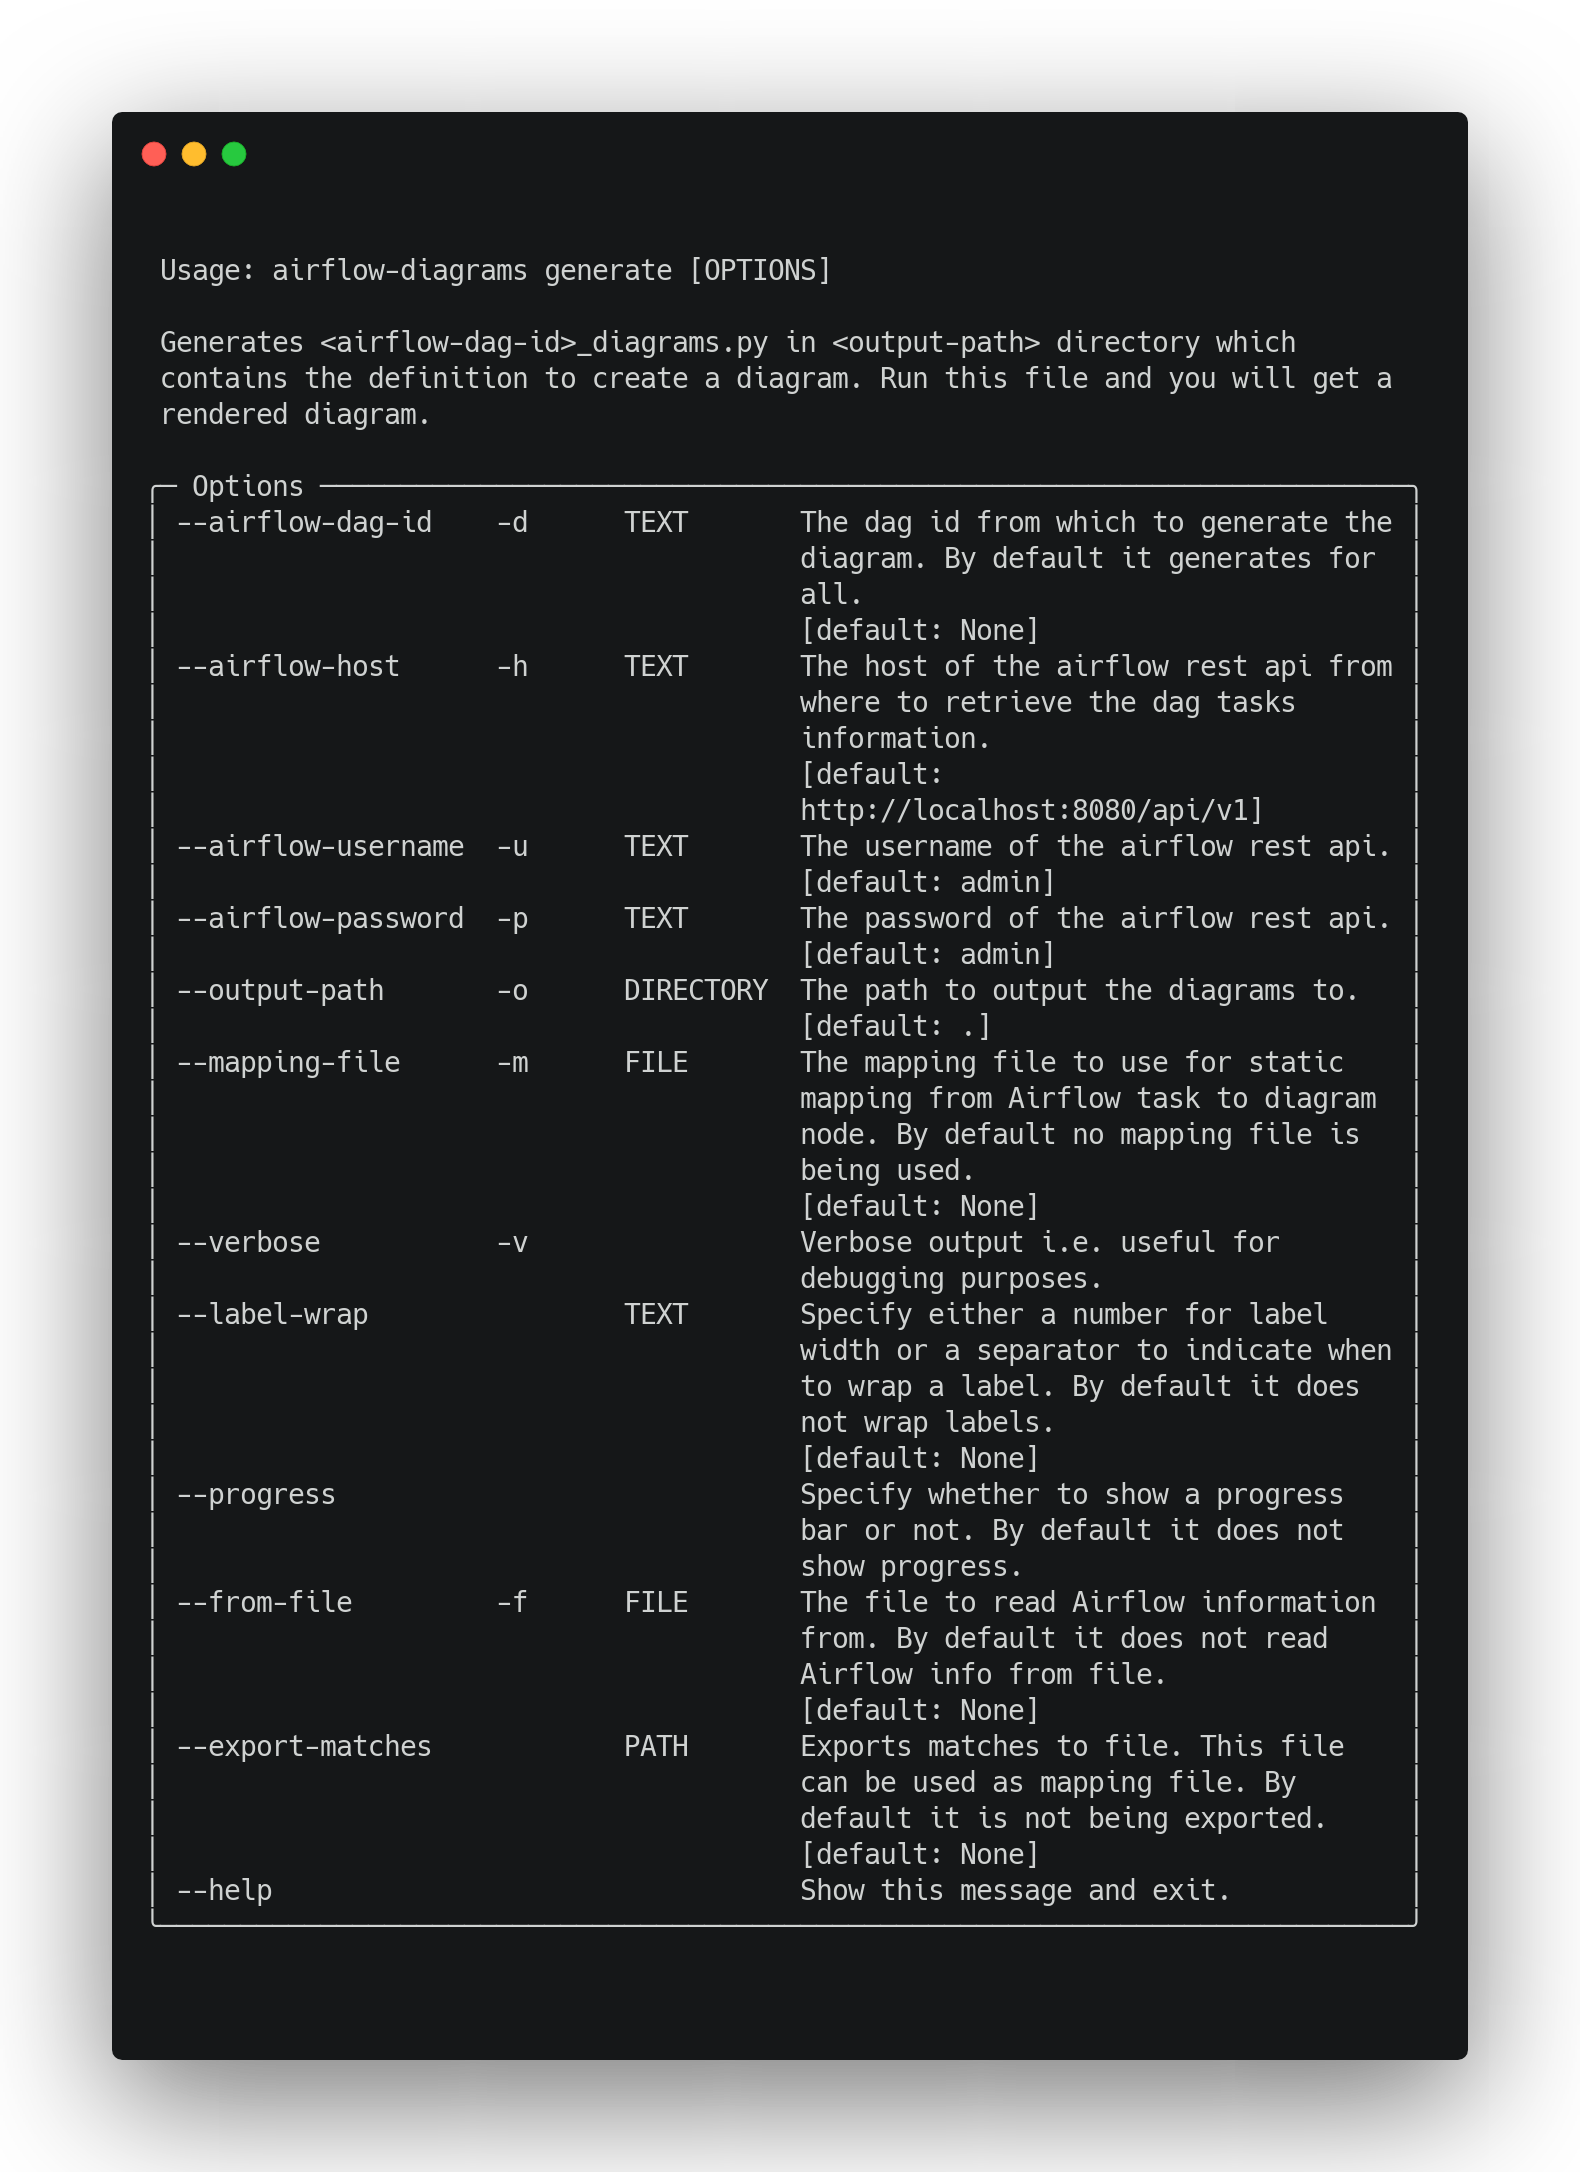 Usage: airflow-diagrams generate [OPTIONS]
Generates <airflow-dag-id>_diagrams.py in <output-path> directory which
contains the definition to create a diagram. Run this file and you will get a
rendered diagram.
Options
--airflow-dag-id -d TEXT The dag id from which to generate the
diagram. By default it generates for
all.
[default: None]
--airflow-host -h TEXT The host of the airflow rest api from
where to retrieve the dag tasks
information.
[default:
http://localhost:8080/api/v1]
--airflow-username -u TEXT The username of the airflow rest api.
[default: admin]
--airflow-password -p TEXT The password of the airflow rest api.
[default: admin]
--output-path -o DIRECTORY The path to output the diagrams to.
[default: .]
--mapping-file -m FILE The mapping file to use for static
mapping from Airflow task to diagram
node. By default no mapping file is
being used.
[default: None]
--verbose -v Verbose output i.e. useful for
debugging purposes.
--label-wrap TEXT Specify either a number for label
width or a separator to indicate when
to wrap a label. By default it does
not wrap labels.
[default: None]
--progress Specify whether to show a progress
bar or not. By default it does not
show progress.
--from-file -f FILE The file to read Airflow information
from. By default it does not read
Airflow info from file.
[default: None]
--export-matches PATH Exports matches to file. This file
can be used as mapping file. By
default it is not being exported.
[default: None]
--help Show this message and exit.